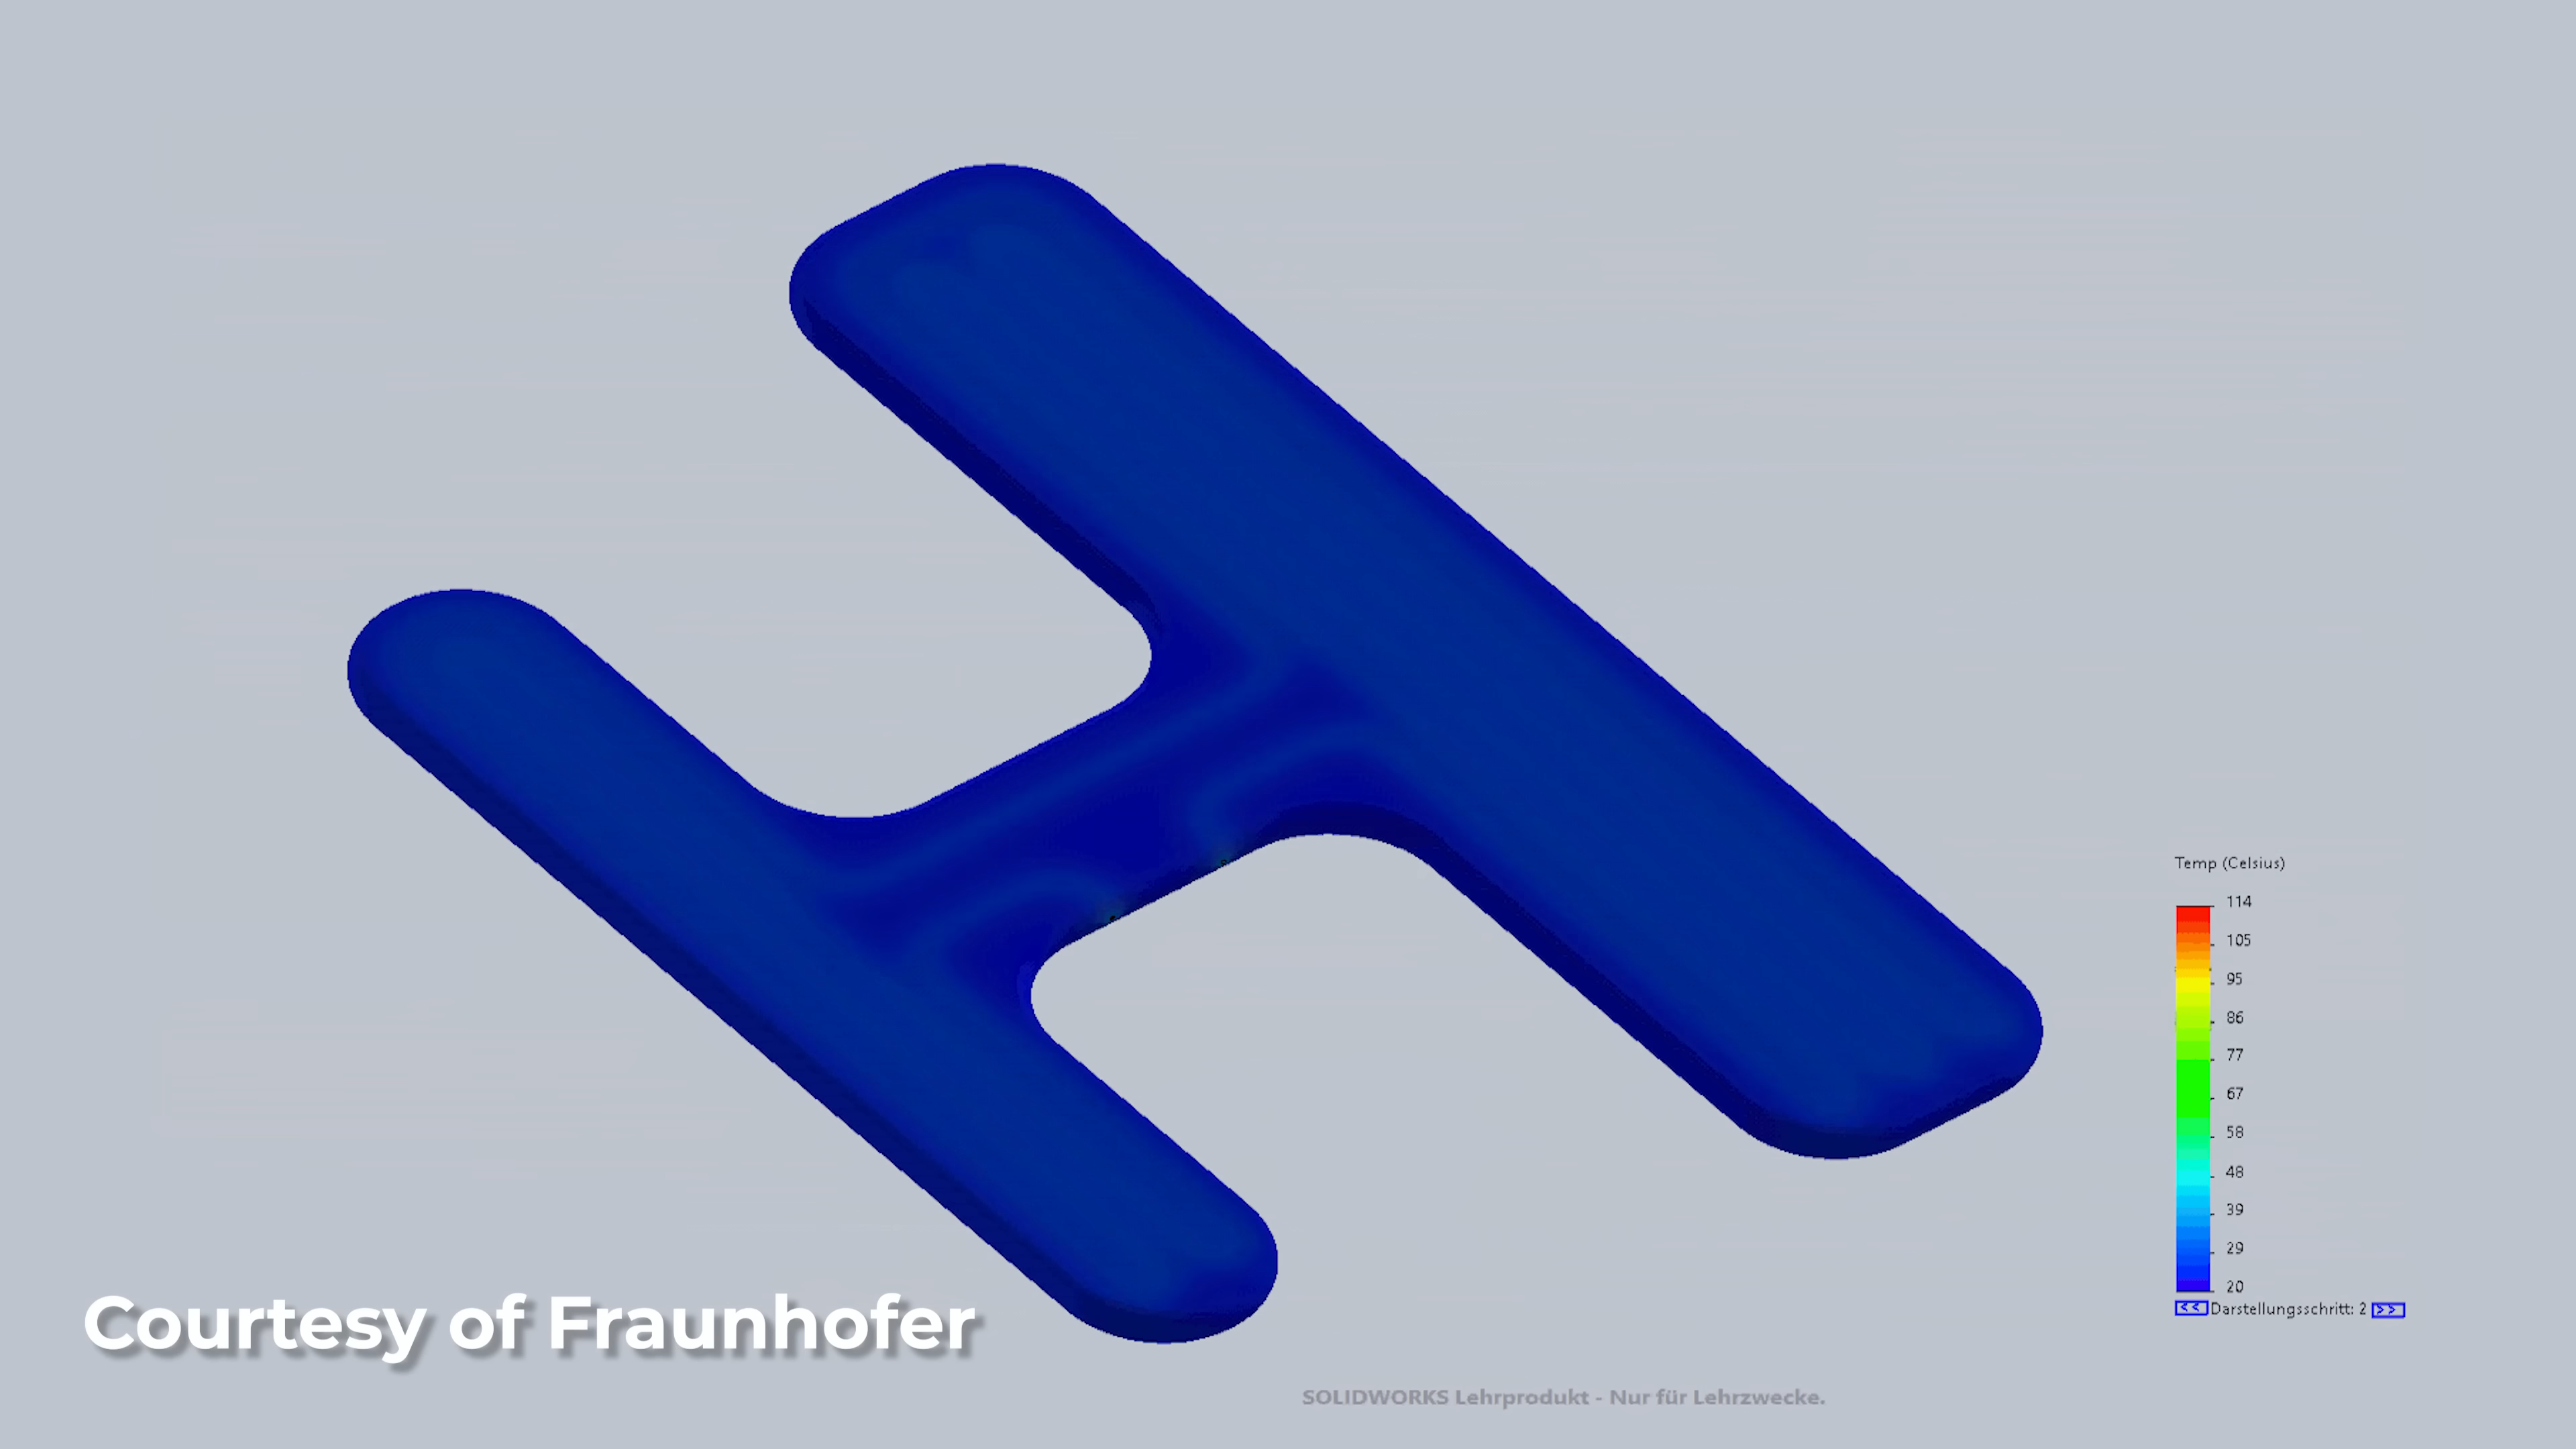 Temp (Celsius)
114
105
95
86
77
67
58
48
39
29
20
<< Darstellungsschritt: 2 >>
Courtesy of Fraunhofer
SOLIDWORKS Lehrprodukt - Nur für Lehrzwecke.